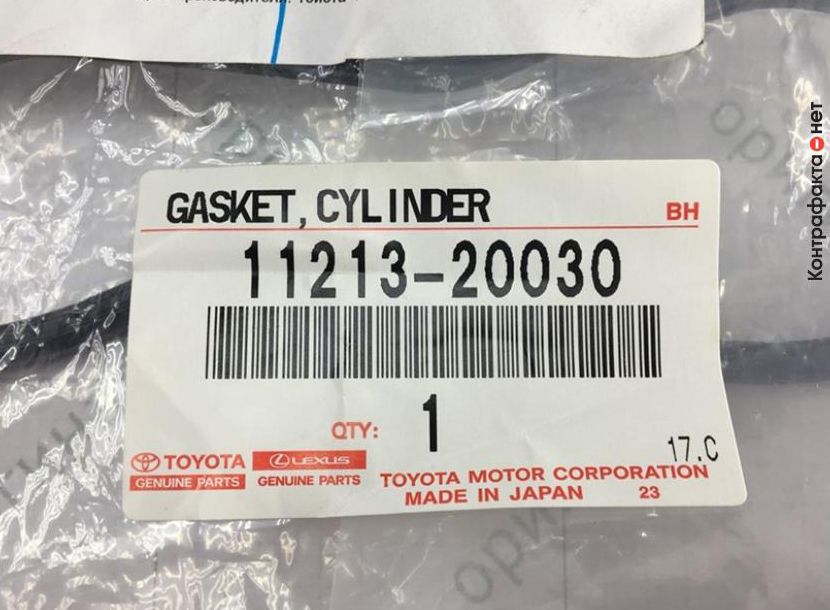 GASKET, CYLINDER
BH
11213-20030
QTY: 1
17.C
TOYOTA
GENUINE PARTS
LEXUS
GENUINE PARTS
TOYOTA MOTOR CORPORATION
MADE IN JAPAN 23
Контрафакта нет